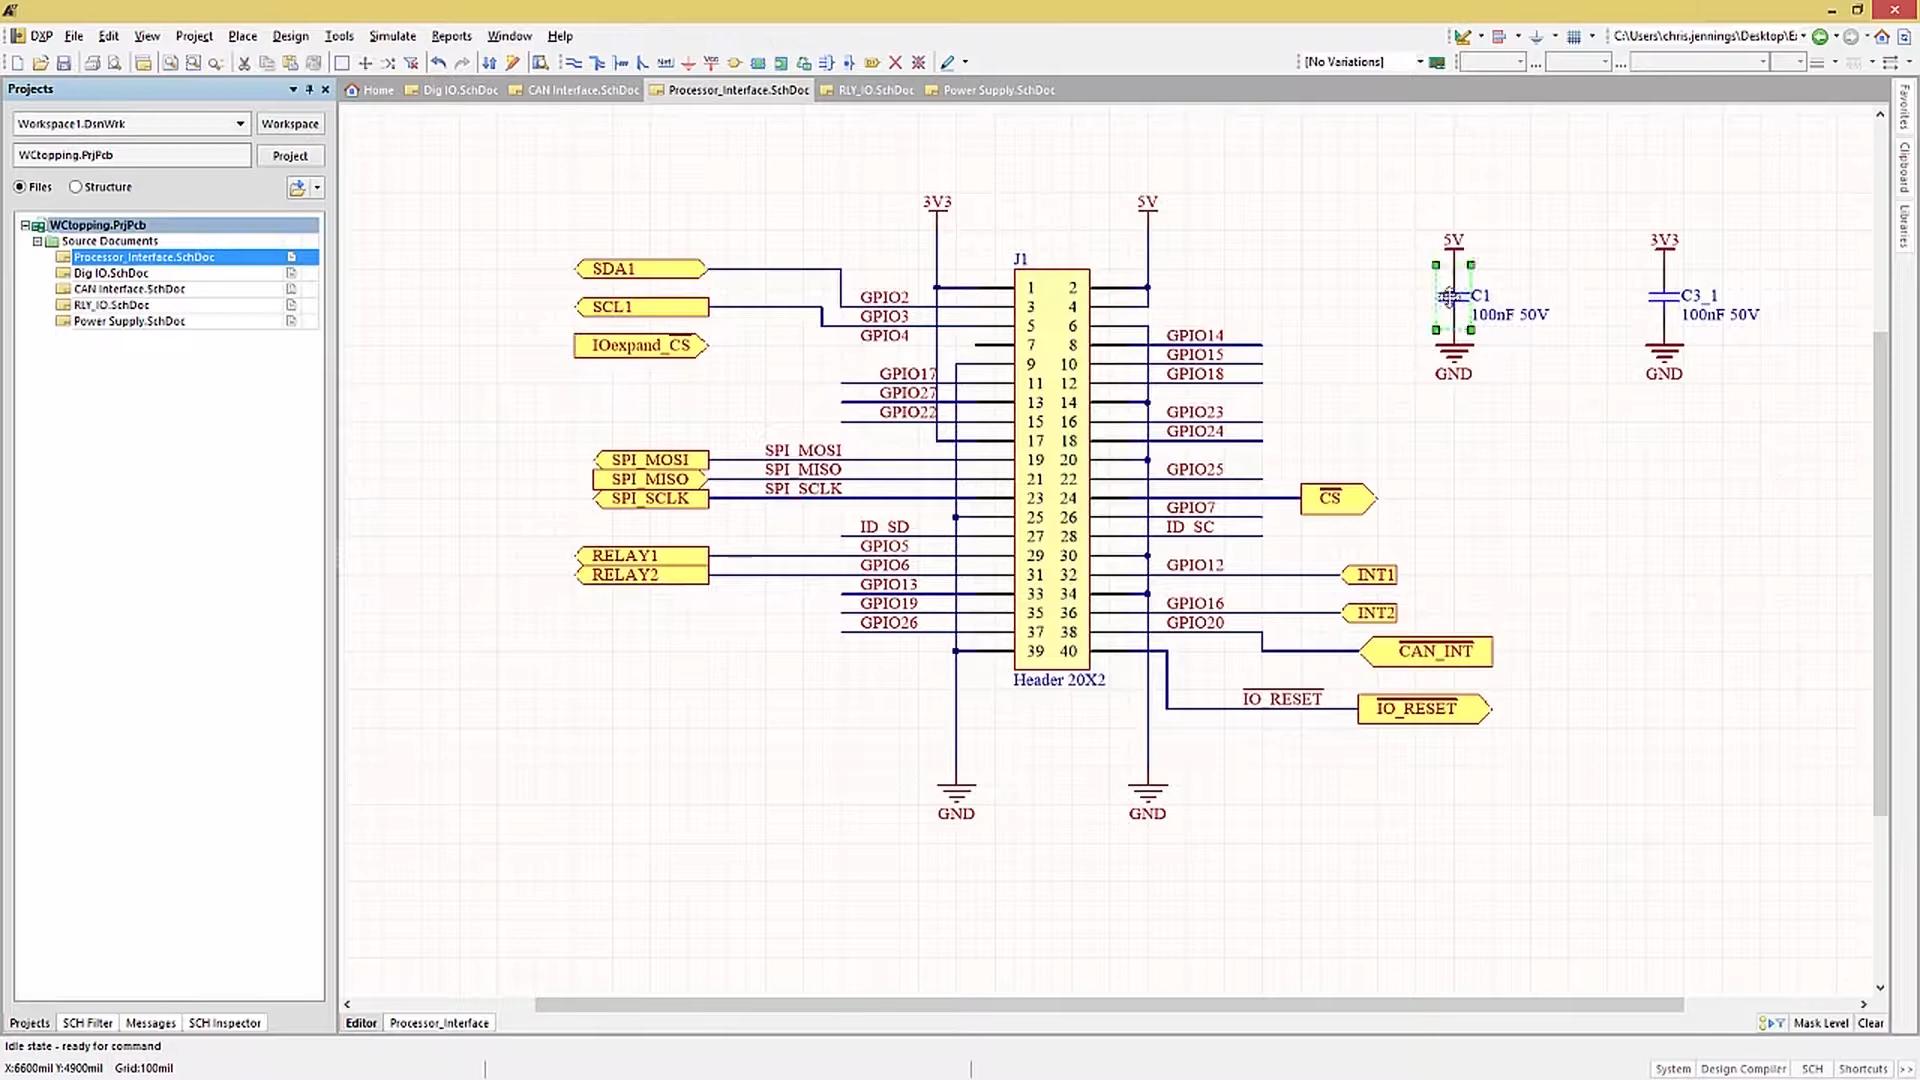 DXP File Edit View Project Place Design Tools Simulate Reports Window Help
C:\Users\chris.jennings\Desktop\E
[No Variations] ... ...
Projects
Home Dig IO.SchDoc CAN Interface.SchDoc Processor_Interface.SchDoc RLY_IO.SchDoc Power Supply.SchDoc
Workspace1.DsnWrk Workspace
WCtopping.PrjPcb Project
Files Structure
WCtopping.PrjPcb
Source Documents
Processor_Interface.SchDoc
Dig IO.SchDoc
CAN Interface.SchDoc
RLY_IO.SchDoc
Power Supply.SchDoc
Favorites
Clipboard
Libraries
3V3 5V
5V 3V3
J1
SDA1
1 2
C1 C3_1
GPIO2
SCL1
3 4
100nF 50V 100nF 50V
GPIO3
5 6
GPIO4 GPIO14
IOexpand_CS
7 8
GPIO15
9 10
GPIO17 GPIO18
GND GND
11 12
GPIO27
13 14
GPIO22 GPIO23
15 16
GPIO24
17 18
SPI_MOSI
SPI_MOSI 19 20
SPI_MISO GPIO25
SPI_MISO 21 22
SPI_SCLK
SPI_SCLK 23 24 CS
GPIO7
25 26
ID_SD ID_SC
27 28
GPIO5
RELAY1 29 30
GPIO6 GPIO12
RELAY2 31 32 INT1
GPIO13
33 34
GPIO19 GPIO16
35 36 INT2
GPIO26 GPIO20
37 38
39 40 CAN_INT
Header 20X2
IO_RESET IO_RESET
GND GND
Projects SCH Filter Messages SCH Inspector
Editor Processor_Interface
Mask Level Clear
Idle state - ready for command
X:6600mil Y:4900mil Grid:100mil
System Design Compiler SCH Shortcuts >>